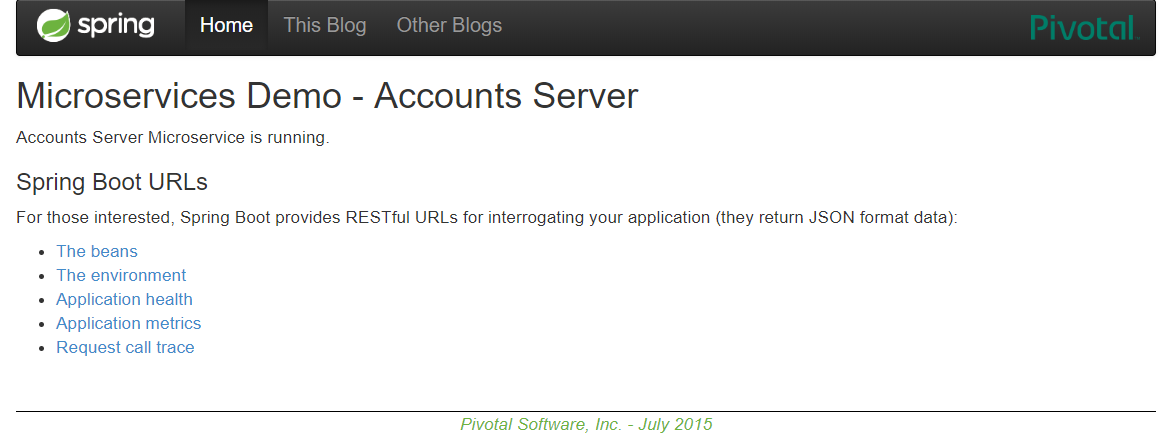 spring Home This Blog Other Blogs Pivotal
Microservices Demo - Accounts Server
Accounts Server Microservice is running.
Spring Boot URLs
For those interested, Spring Boot provides RESTful URLs for interrogating your application (they return JSON format data):
The beans
The environment
Application health
Application metrics
Request call trace
Pivotal Software, Inc. - July 2015